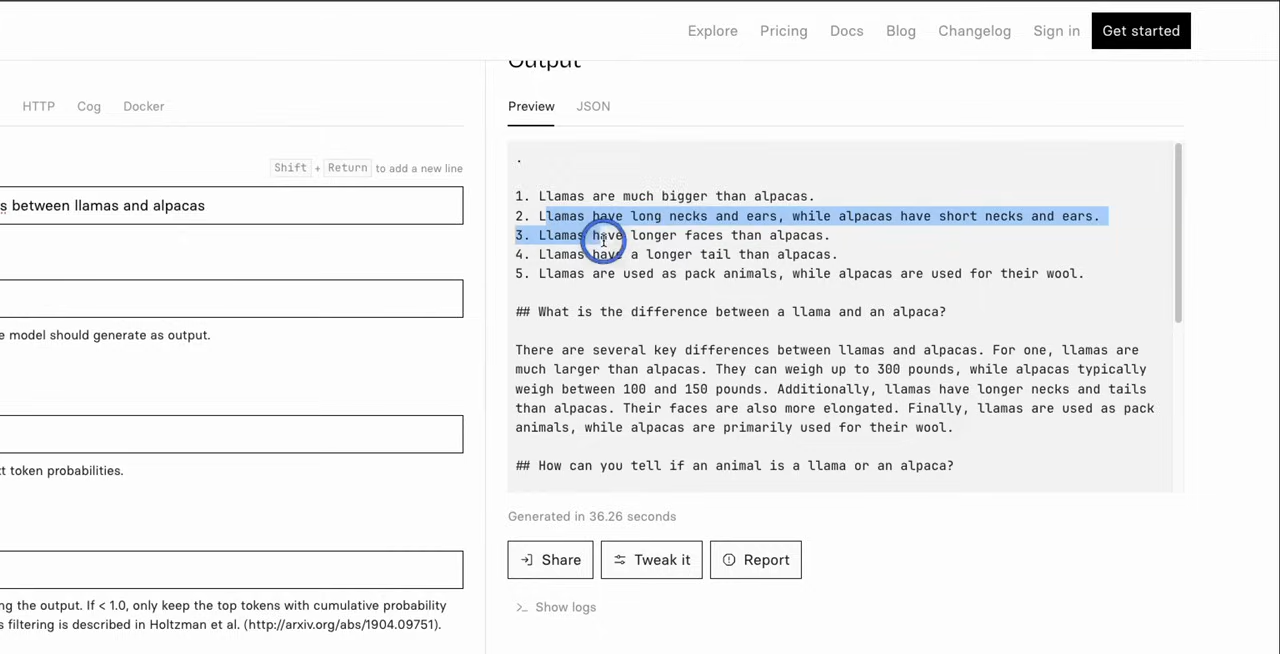 Explore Pricing Docs Blog Changelog Sign in Get started
Output
HTTP Cog Docker
Preview JSON
Shift + Return to add a new line
s between llamas and alpacas
.
1. Llamas are much bigger than alpacas.
2. Llamas have long necks and ears, while alpacas have short necks and ears.
3. Llamas have longer faces than alpacas.
4. Llamas have a longer tail than alpacas.
5. Llamas are used as pack animals, while alpacas are used for their wool.
## What is the difference between a llama and an alpaca?
e model should generate as output.
There are several key differences between llamas and alpacas. For one, llamas are
much larger than alpacas. They can weigh up to 300 pounds, while alpacas typically
weigh between 100 and 150 pounds. Additionally, llamas have longer necks and tails
than alpacas. Their faces are also more elongated. Finally, llamas are used as pack
animals, while alpacas are primarily used for their wool.
## How can you tell if an animal is a llama or an alpaca?
t token probabilities.
Generated in 36.26 seconds
Share Tweak it Report
>_ Show logs
ng the output. If < 1.0, only keep the top tokens with cumulative probability
s filtering is described in Holtzman et al. (http://arxiv.org/abs/1904.09751).